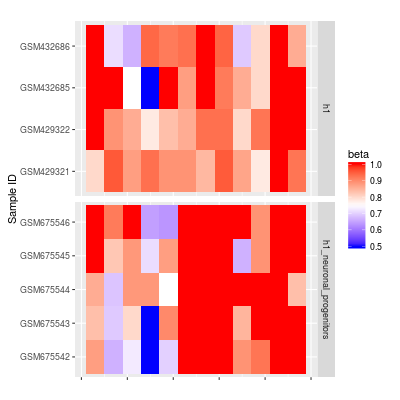 GSM432686
GSM432685
GSM429322
GSM429321
h1
GSM675546
GSM675545
GSM675544
GSM675543
GSM675542
h1_neuronal_progenitors
Sample ID
beta
1.0
0.9
0.8
0.7
0.6
0.5